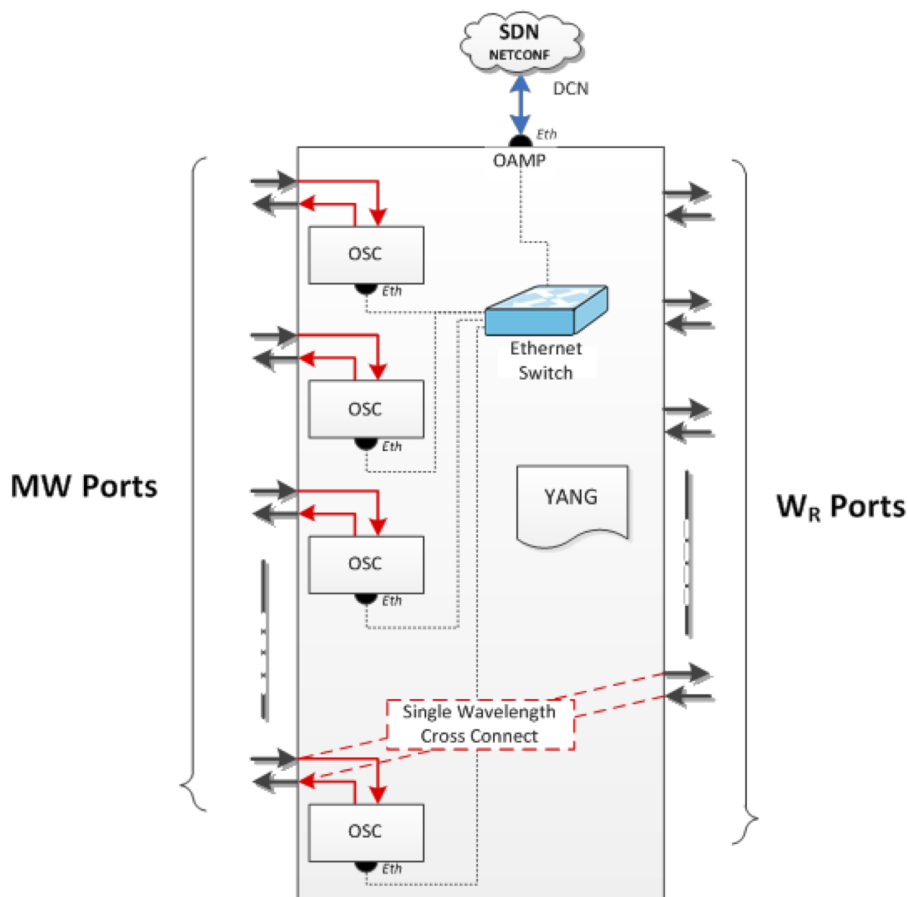 SDN
NETCONF
DCN
Eth
OAMP
OSC
Eth
Ethernet
Switch
OSC
Eth
MW Ports
YANG
W_R Ports
OSC
Eth
Single Wavelength
Cross Connect
OSC
Eth